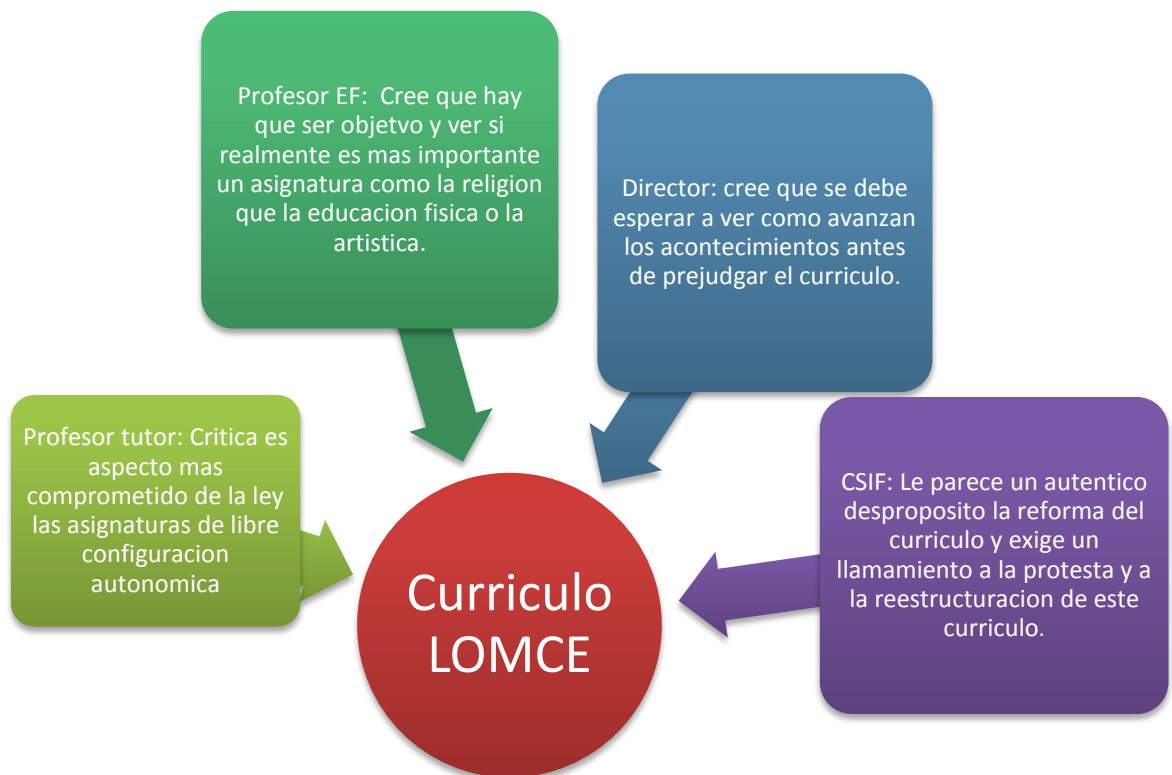 Profesor EF:  Cree que hay
que ser objetvo y ver si
realmente es mas importante
un asignatura como la religion
que la educacion fisica o la
artistica.
Director: cree que se debe
esperar a ver como avanzan
los acontecimientos antes
de prejudgar el curriculo.
Profesor tutor: Critica es
aspecto mas
comprometido de la ley
las asignaturas de libre
configuracion
autonomica
CSIF: Le parece un autentico
desproposito la reforma del
curriculo y exige un
llamamiento a la protesta y a
la reestructuracion de este
curriculo.
Curriculo
LOMCE